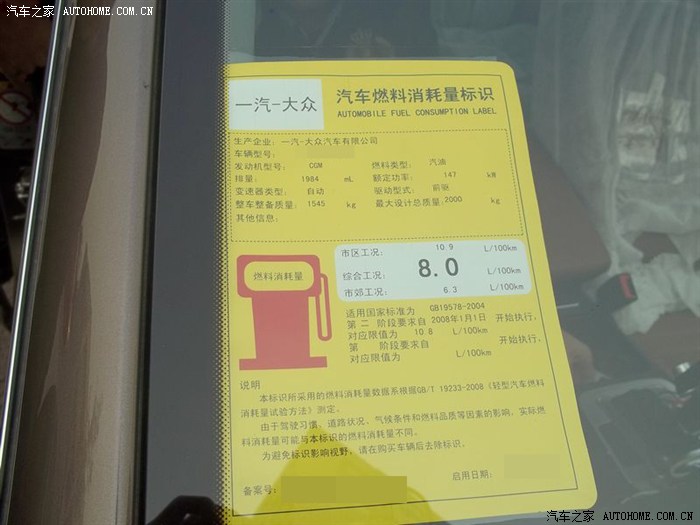 汽车之家 AUTOHOME.COM.CN
一汽-大众
汽车燃料消耗量标识
AUTOMOBILE FUEL CONSUMPTION LABEL
生产企业: 一汽-大众汽车有限公司
车辆型号:
发动机型号: CGM 燃料类型: 汽油
排量: 1984 mL 额定功率: 147 kW
变速器类型: 自动 驱动型式: 前驱
整车整备质量: 1545 kg 最大设计总质量: 2000 kg
其他信息:
燃料消耗量
市区工况: 10.9 L/100km
综合工况: 8.0 L/100km
市郊工况: 6.3 L/100km
适用国家标准为 GB19578-2004
第 二 阶段要求自 2008年1月1日 开始执行,
对应限值为 10.8 L/100km
第 阶段要求自 开始执行,
对应限值为 L/100km
说明
本标识所采用的燃料消耗量数据系根据GB/T 19233-2008《轻型汽车燃料
消耗量试验方法》测定。
由于驾驶习惯、道路状况、气候条件和燃料品质等因素的影响，实际燃
料消耗量可能与本标识的燃料消耗量不同。
为避免标识影响视野，请在购买车辆后去除标识。
备案号: 启用日期:
汽车之家 AUTOHOME.COM.CN